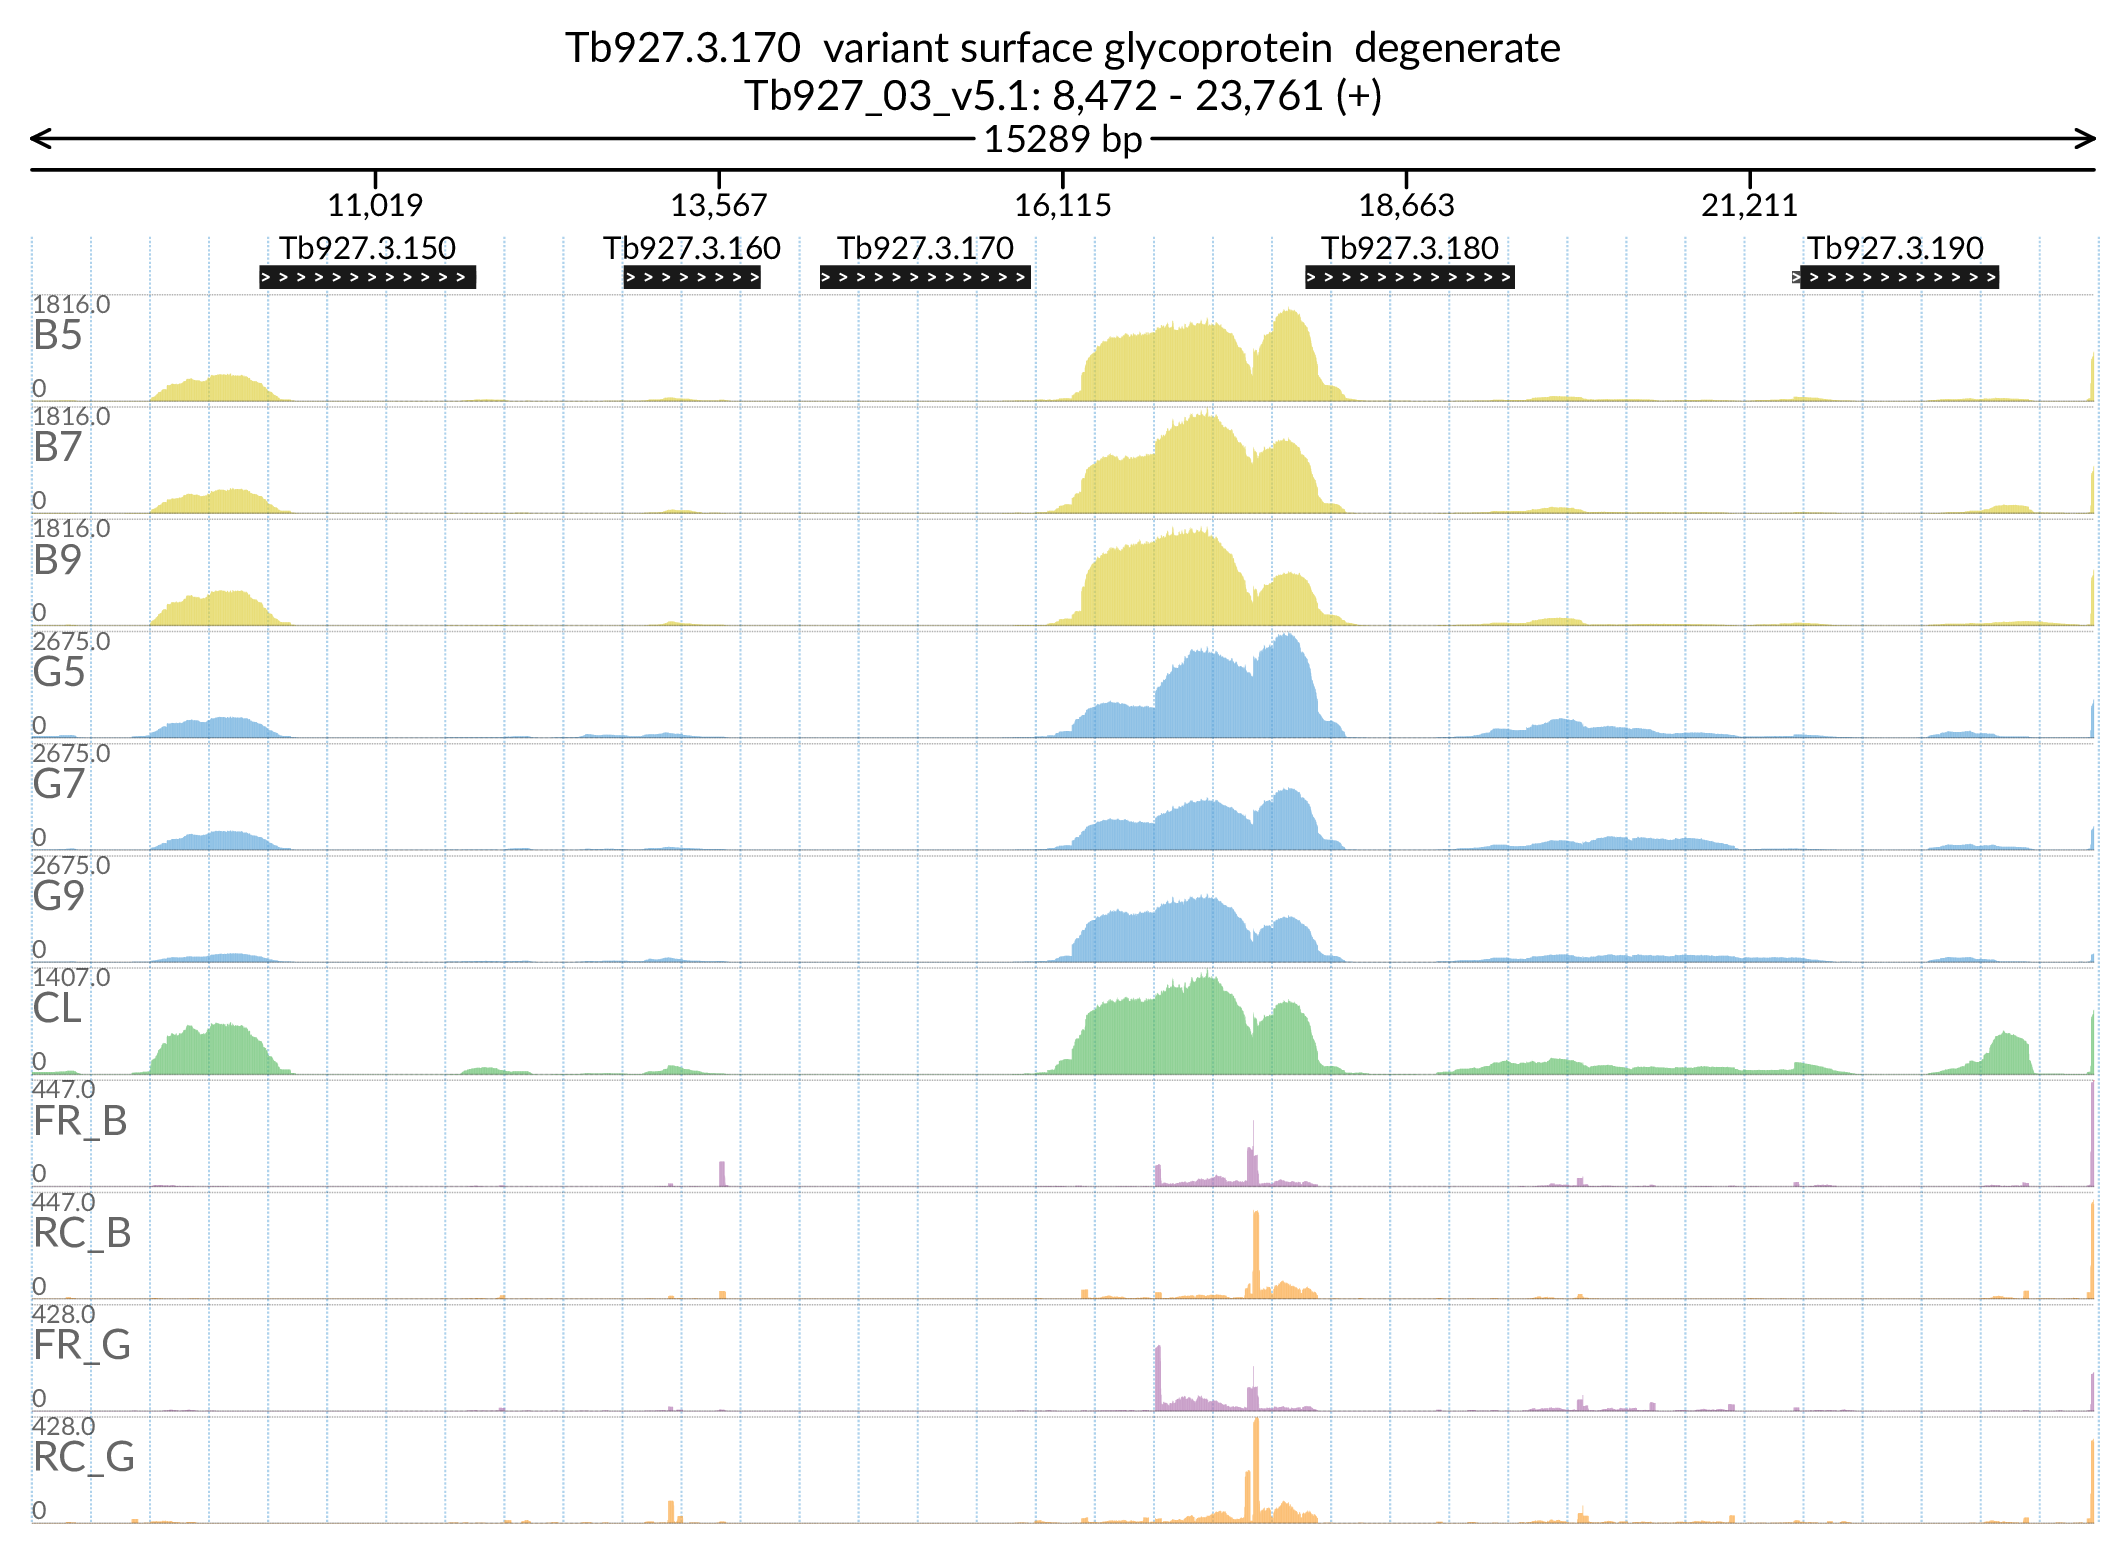 Tb927.3.170 variant surface glycoprotein degenerate
Tb927_03_v5.1: 8,472 - 23,761 (+)
15289 bp
11,019 13,567 16,115 18,663 21,211
Tb927.3.150 Tb927.3.160 Tb927.3.170 Tb927.3.180 Tb927.3.190
1816.0
B5
0
1816.0
B7
0
1816.0
B9
0
2675.0
G5
0
2675.0
G7
0
2675.0
G9
0
1407.0
CL
0
447.0
FR_B
0
447.0
RC_B
0
428.0
FR_G
0
428.0
RC_G
0